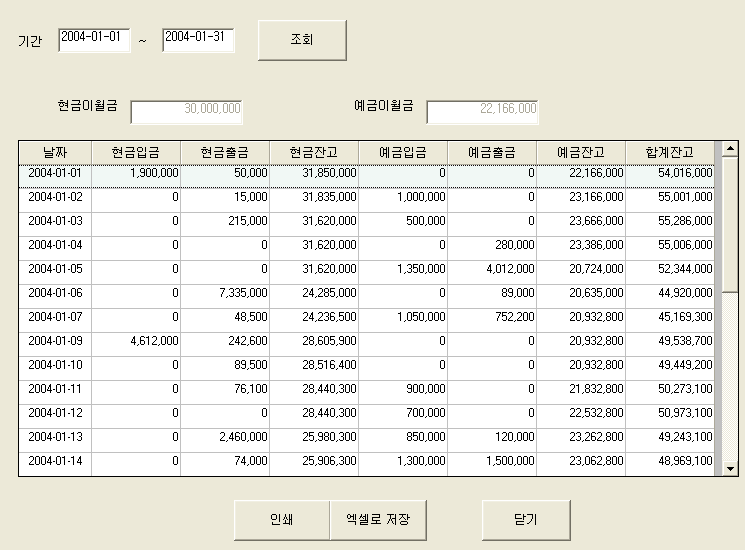 기간 2004-01-01 ~ 2004-01-31 조회
현금이월금 30,000,000 예금이월금 22,166,000
날짜 현금입금 현금출금 현금잔고 예금입금 예금출금 예금잔고 합계잔고
2004-01-01 1,900,000 50,000 31,850,000 0 0 22,166,000 54,016,000
2004-01-02 0 15,000 31,835,000 1,000,000 0 23,166,000 55,001,000
2004-01-03 0 215,000 31,620,000 500,000 0 23,666,000 55,286,000
2004-01-04 0 0 31,620,000 0 280,000 23,386,000 55,006,000
2004-01-05 0 0 31,620,000 1,350,000 4,012,000 20,724,000 52,344,000
2004-01-06 0 7,335,000 24,285,000 0 89,000 20,635,000 44,920,000
2004-01-07 0 48,500 24,236,500 1,050,000 752,200 20,932,800 45,169,300
2004-01-09 4,612,000 242,600 28,605,900 0 0 20,932,800 49,538,700
2004-01-10 0 89,500 28,516,400 0 0 20,932,800 49,449,200
2004-01-11 0 76,100 28,440,300 900,000 0 21,832,800 50,273,100
2004-01-12 0 0 28,440,300 700,000 0 22,532,800 50,973,100
2004-01-13 0 2,460,000 25,980,300 850,000 120,000 23,262,800 49,243,100
2004-01-14 0 74,000 25,906,300 1,300,000 1,500,000 23,062,800 48,969,100
인쇄 엑셀로 저장 닫기